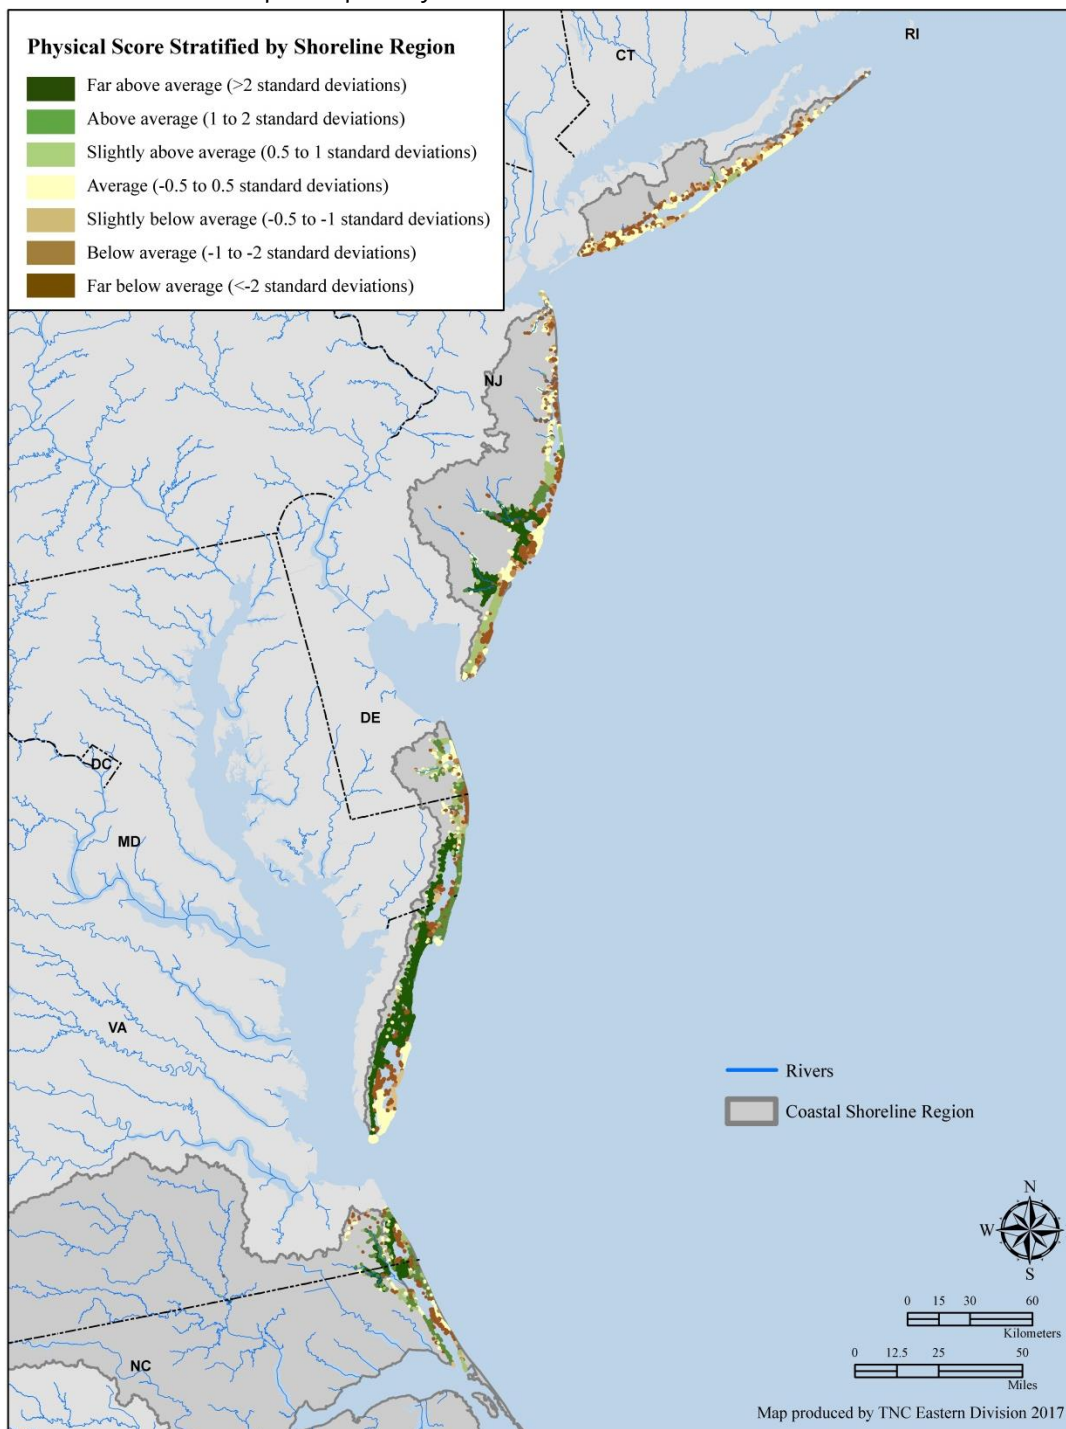 Physical Score Stratified by Shoreline Region
Far above average (>2 standard deviations)
Above average (1 to 2 standard deviations)
Slightly above average (0.5 to 1 standard deviations)
Average (-0.5 to 0.5 standard deviations)
Slightly below average (-0.5 to -1 standard deviations)
Below average (-1 to -2 standard deviations)
Far below average (<-2 standard deviations)
RI
CT
NJ
DE
DC
MD
VA
NC
Rivers
Coastal Shoreline Region
N
W E
S
0 15 30 60
Kilometers
0 12.5 25 50
Miles
Map produced by TNC Eastern Division 2017